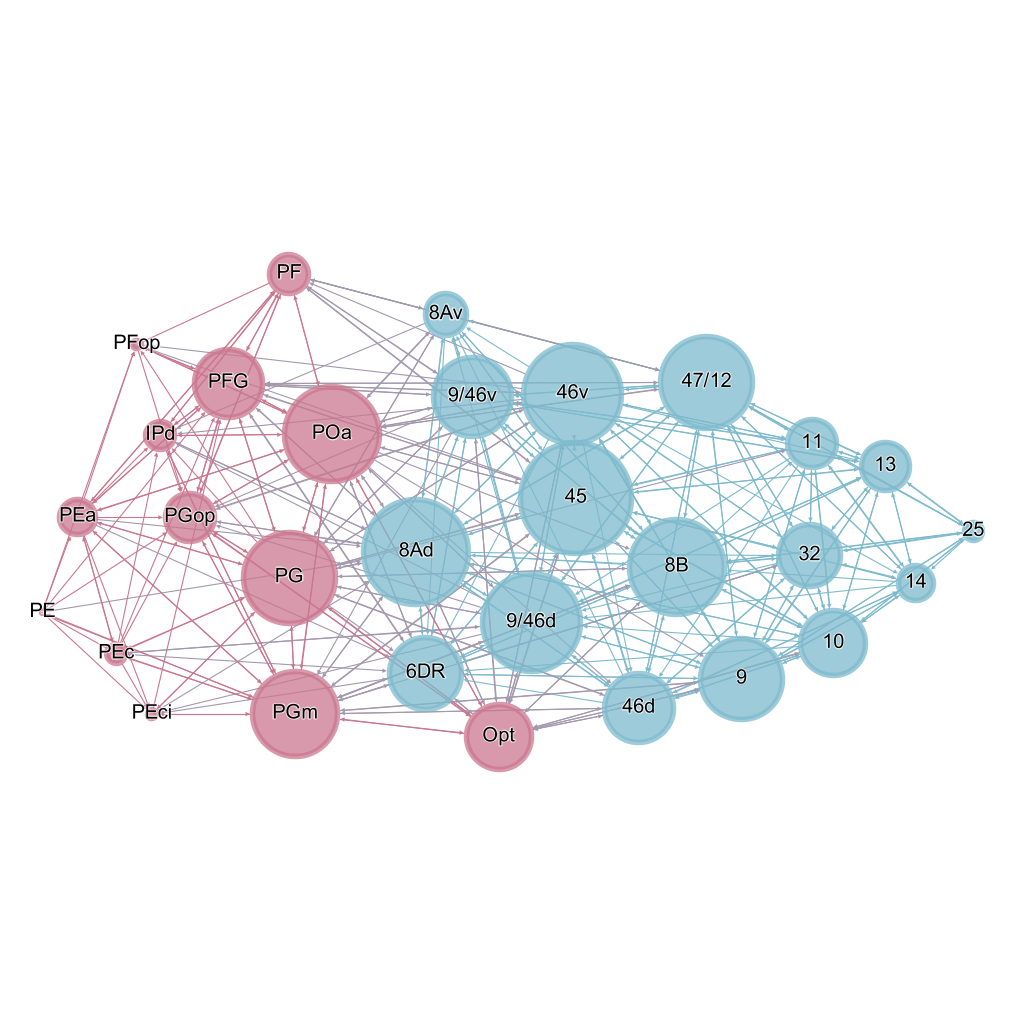 PF
8Av
PFop
PFG
9/46v
46v
47/12
POa
IPd
11
13
45
PEa
PGop
8Ad
8B
32
25
PG
14
PE
9/46d
10
PEc
6DR
9
PEci
PGm
46d
Opt